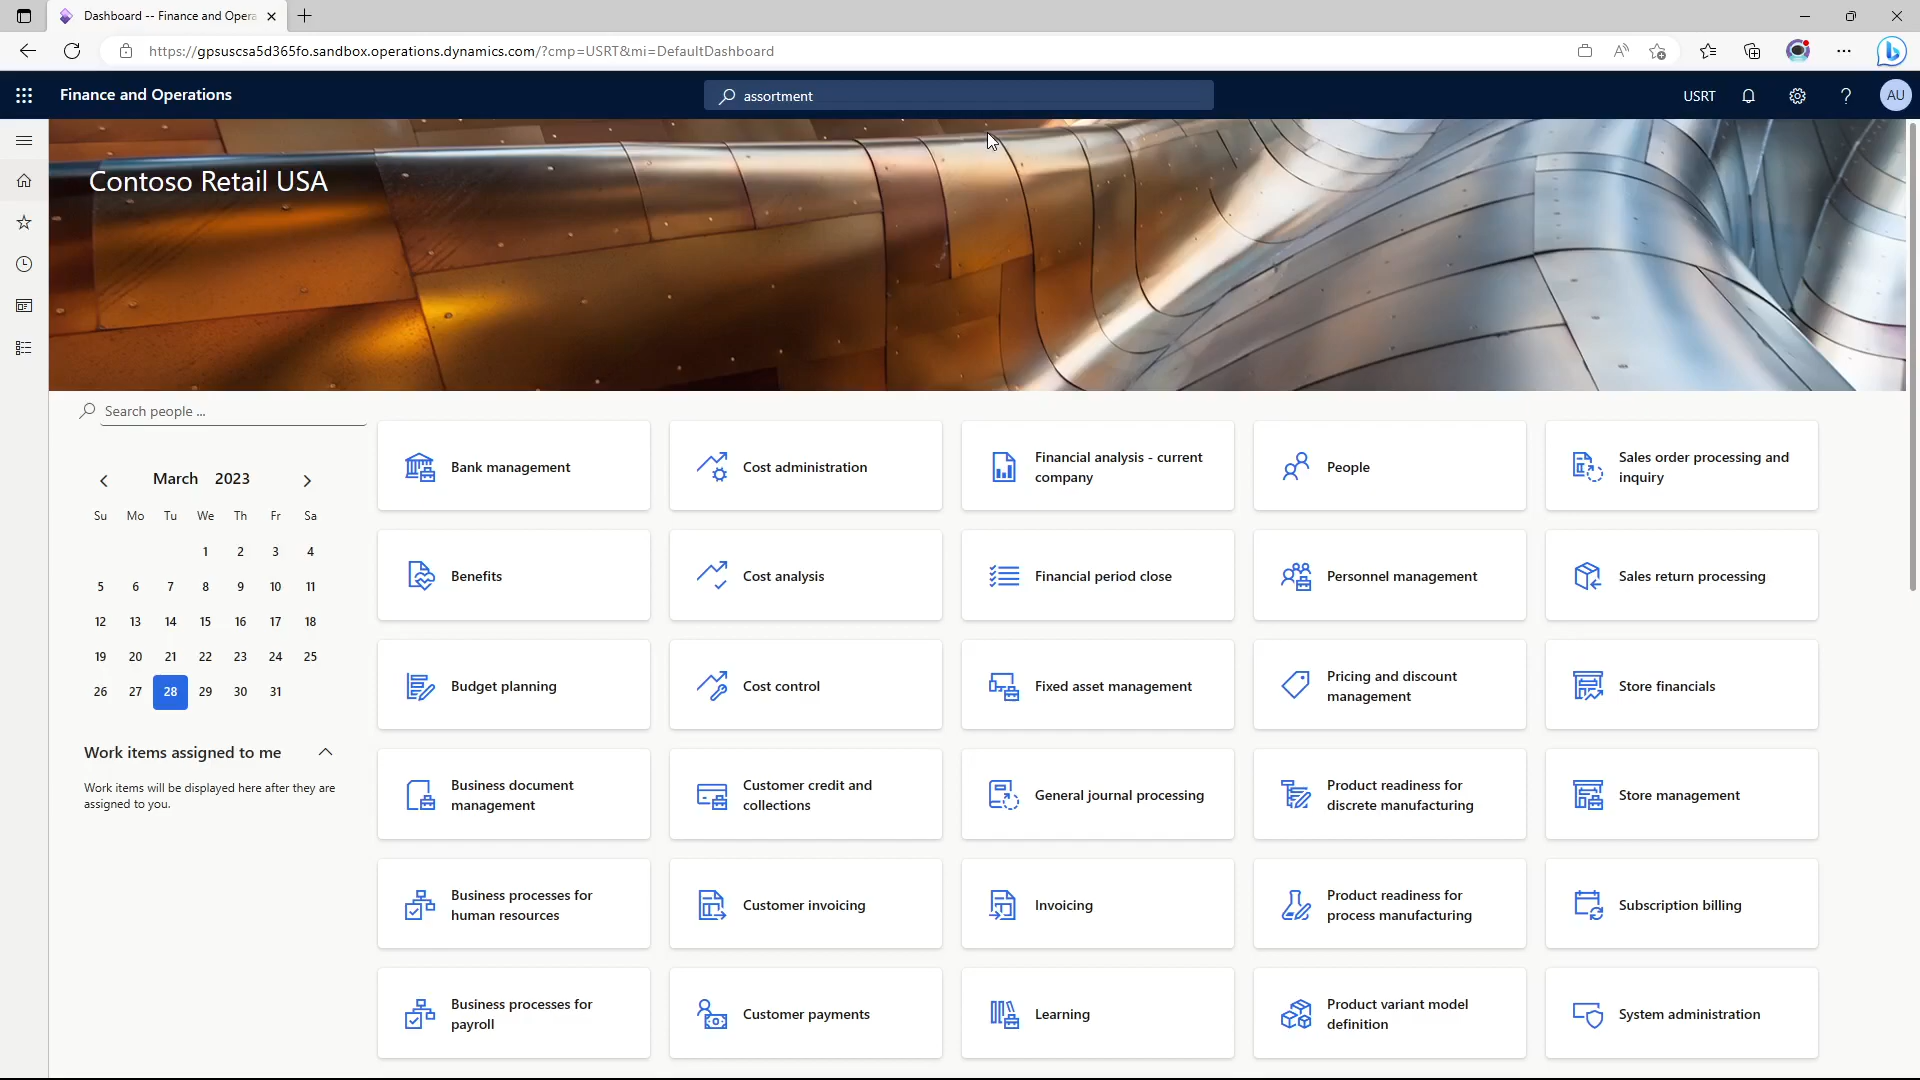 Dashboard -- Finance and Opera
https://gpsuscsa5d365fo.sandbox.operations.dynamics.com/?cmp=USRT&mi=DefaultDashboard
Finance and Operations
assortment
USRT
AU
Contoso Retail USA
Search people ...
March 2023
Su Mo Tu We Th Fr Sa
1 2 3 4
5 6 7 8 9 10 11
12 13 14 15 16 17 18
19 20 21 22 23 24 25
26 27 28 29 30 31
Work items assigned to me
Work items will be displayed here after they are
assigned to you.
Bank management
Cost administration
Financial analysis - current
company
People
Sales order processing and
inquiry
Benefits
Cost analysis
Financial period close
Personnel management
Sales return processing
Budget planning
Cost control
Fixed asset management
Pricing and discount
management
Store financials
Business document
management
Customer credit and
collections
General journal processing
Product readiness for
discrete manufacturing
Store management
Business processes for
human resources
Customer invoicing
Invoicing
Product readiness for
process manufacturing
Subscription billing
Business processes for
payroll
Customer payments
Learning
Product variant model
definition
System administration